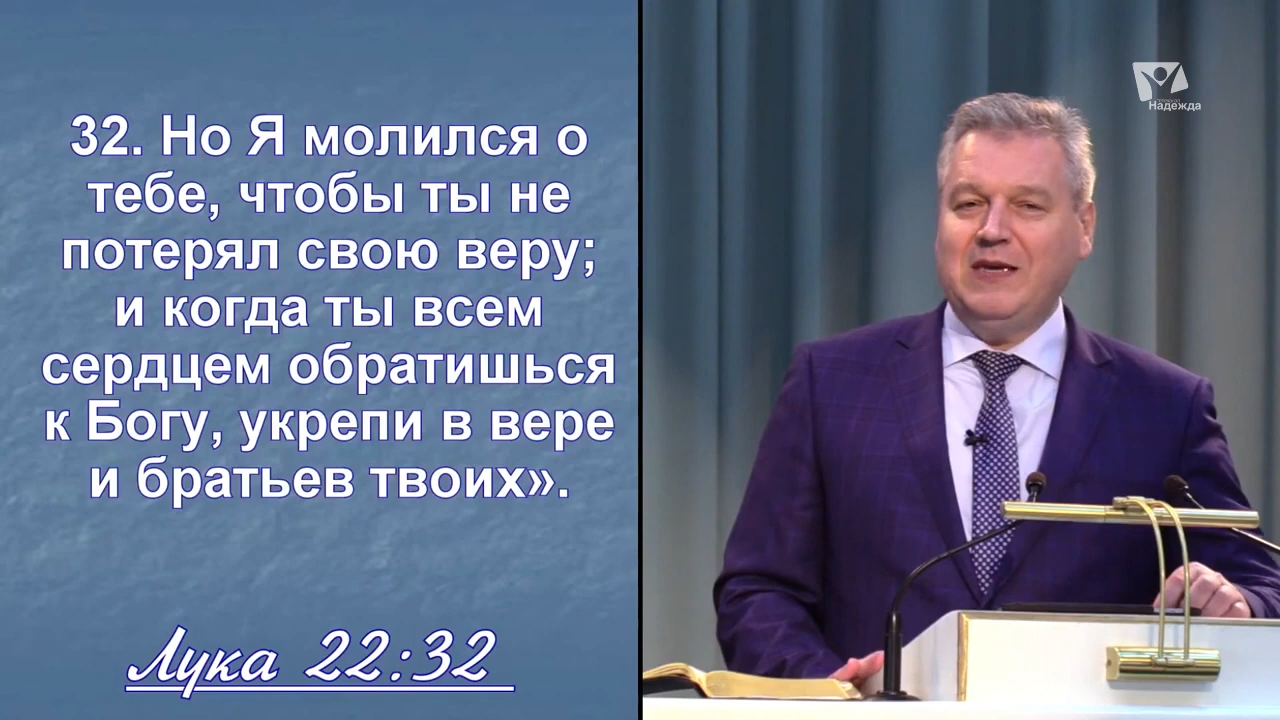 32. Но Я молился о
тебе, чтобы ты не
потерял свою веру;
и когда ты всем
сердцем обратишься
к Богу, укрепи в вере
и братьев твоих».
Лука 22:32
Надежда